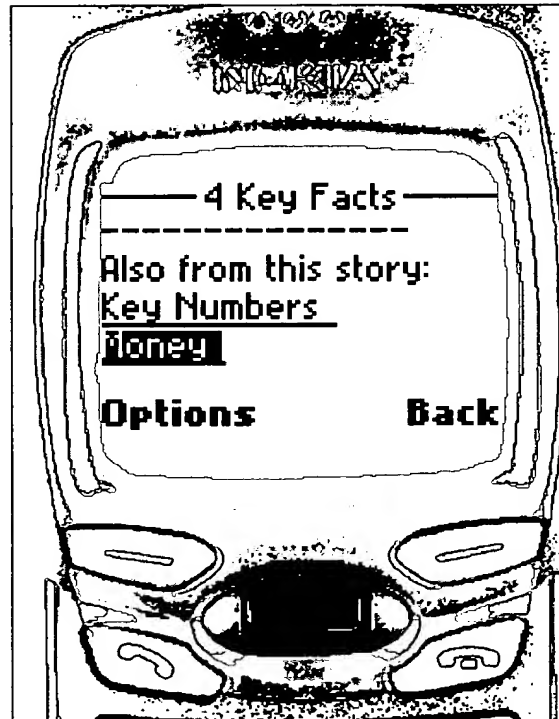 4 Key Facts
Also from this story:
Key Numbers
Money
Options Back